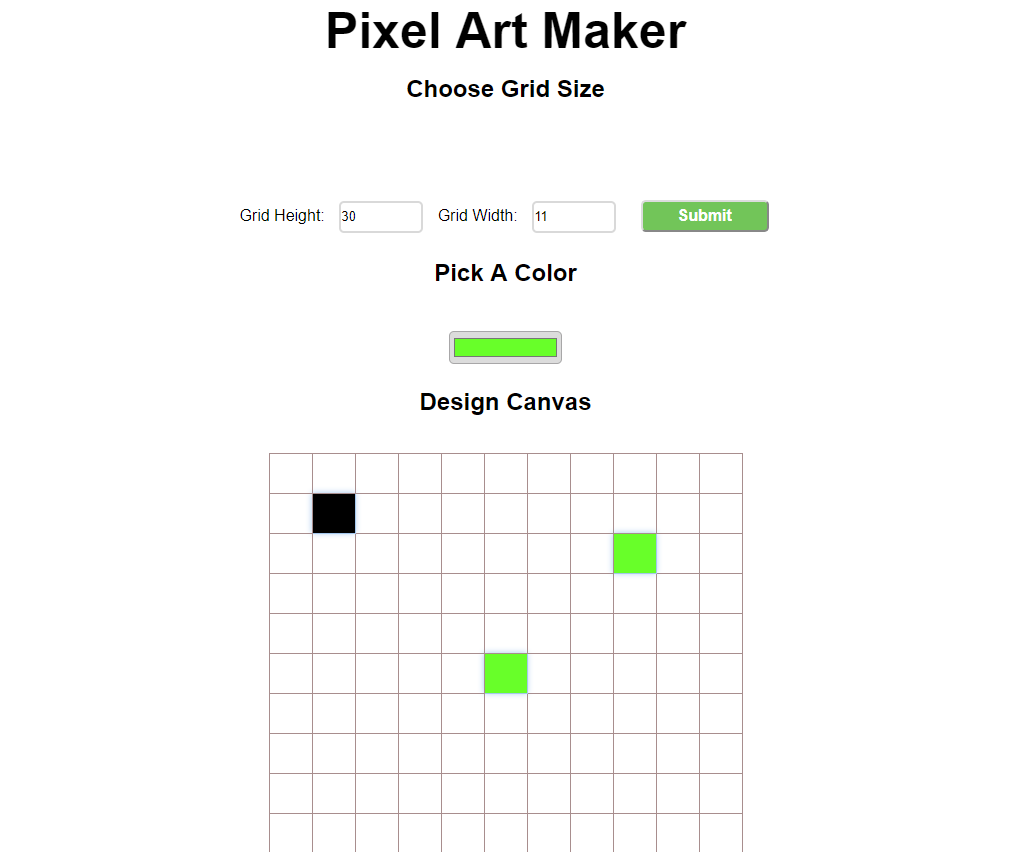 Pixel Art Maker
Choose Grid Size
Grid Height: 30 Grid Width: 11 Submit
Pick A Color
Design Canvas